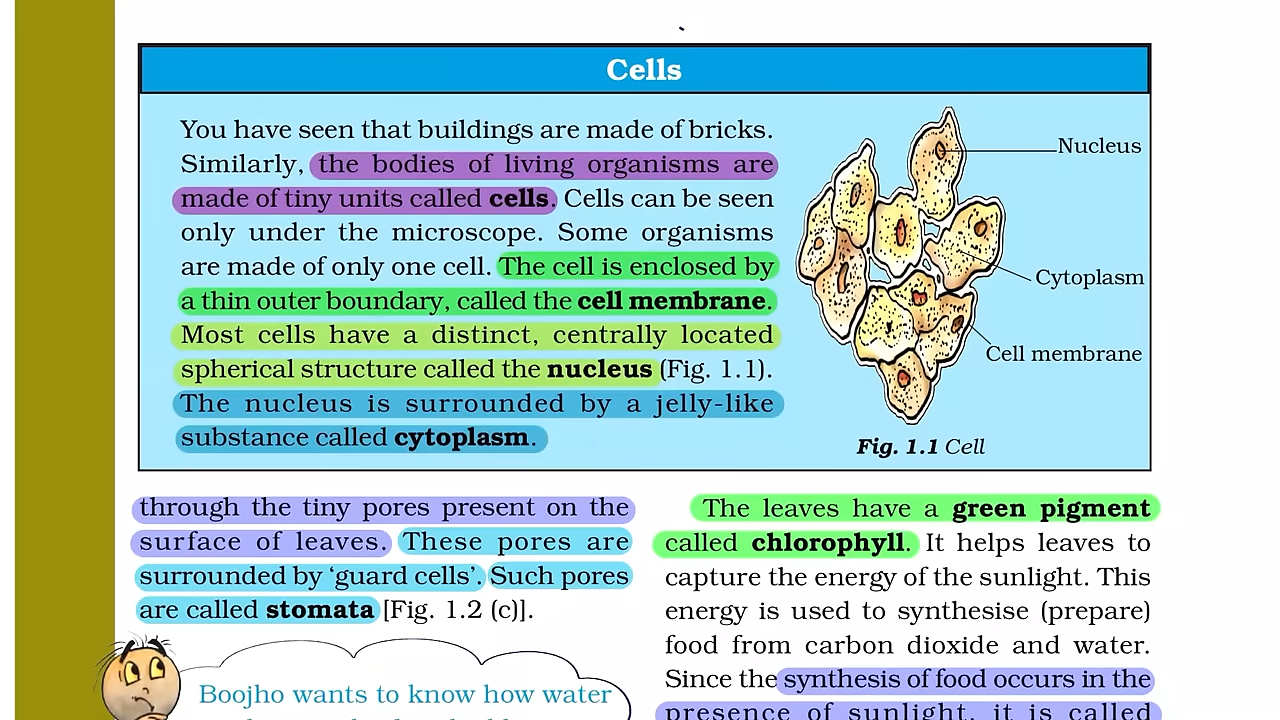 Cells
You have seen that buildings are made of bricks.
Similarly, the bodies of living organisms are
made of tiny units called cells. Cells can be seen
only under the microscope. Some organisms
are made of only one cell. The cell is enclosed by
a thin outer boundary, called the cell membrane.
Most cells have a distinct, centrally located
spherical structure called the nucleus (Fig. 1.1).
The nucleus is surrounded by a jelly-like
substance called cytoplasm.
Nucleus
Cytoplasm
Cell membrane
Fig. 1.1 Cell
through the tiny pores present on the
surface of leaves. These pores are
surrounded by ‘guard cells’. Such pores
are called stomata [Fig. 1.2 (c)].
Boojho wants to know how water
The leaves have a green pigment
called chlorophyll. It helps leaves to
capture the energy of the sunlight. This
energy is used to synthesise (prepare)
food from carbon dioxide and water.
Since the synthesis of food occurs in the
presence of sunlight, it is called